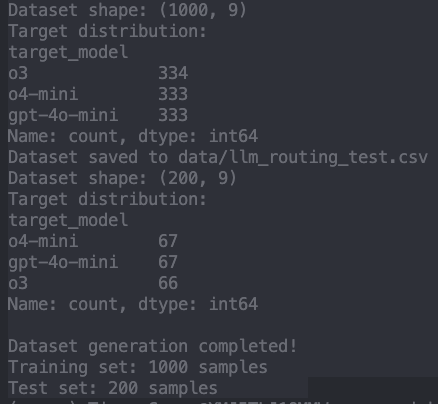 Dataset shape: (1000, 9)
Target distribution:
target_model
o3             334
o4-mini        333
gpt-4o-mini    333
Name: count, dtype: int64
Dataset saved to data/llm_routing_test.csv
Dataset shape: (200, 9)
Target distribution:
target_model
o4-mini        67
gpt-4o-mini    67
o3             66
Name: count, dtype: int64
Dataset generation completed!
Training set: 1000 samples
Test set: 200 samples